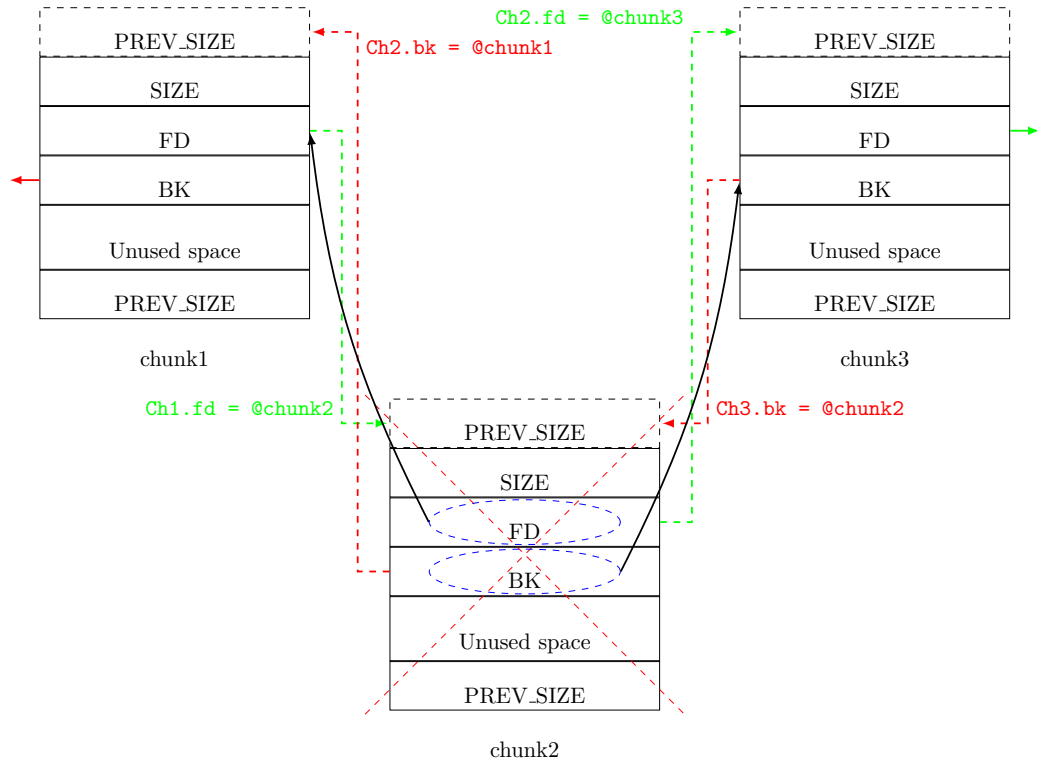 PREV_SIZE
SIZE
FD
BK
Unused space
PREV_SIZE
chunk1
Ch2.bk = @chunk1
Ch2.fd = @chunk3
PREV_SIZE
SIZE
FD
BK
Unused space
PREV_SIZE
chunk3
Ch1.fd = @chunk2
Ch3.bk = @chunk2
PREV_SIZE
SIZE
FD
BK
Unused space
PREV_SIZE
chunk2